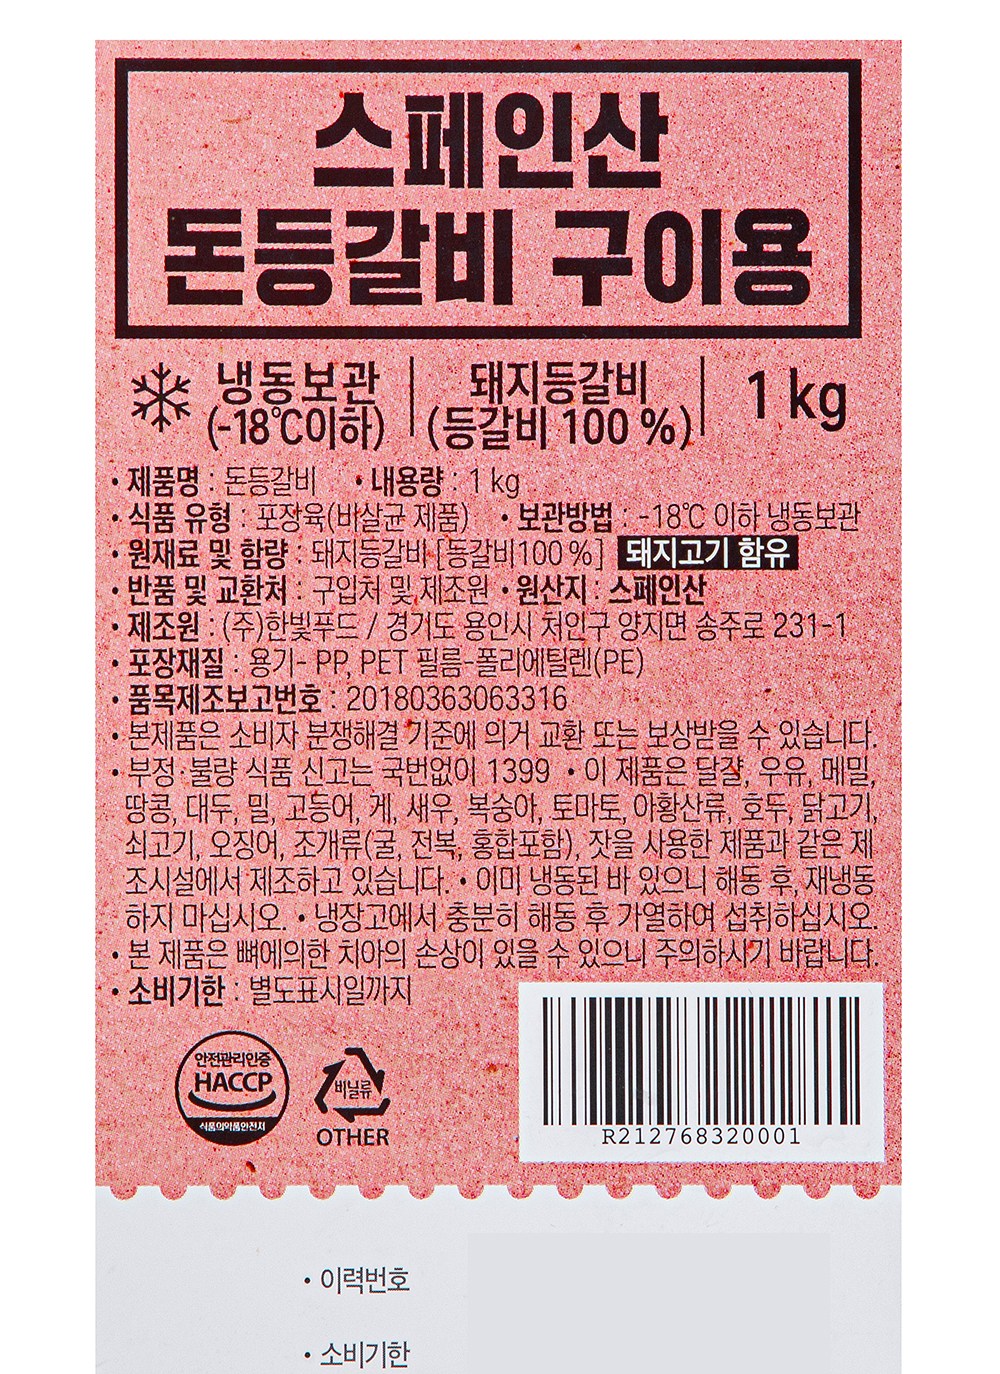 스페인산
돈등갈비 구이용
냉동보관
(-18℃이하)
돼지등갈비
(등갈비 100 %)
1 kg
• 제품명 : 돈등갈비 • 내용량 : 1 kg
• 식품 유형 : 포장육(비살균 제품) • 보관방법 : -18℃ 이하 냉동보관
• 원재료 및 함량 : 돼지등갈비 [등갈비100 %] 돼지고기 함유
• 반품 및 교환처 : 구입처 및 제조원 • 원산지 : 스페인산
• 제조원 : (주)한빛푸드 / 경기도 용인시 처인구 양지면 송주로 231-1
• 포장재질 : 용기- PP, PET 필름-폴리에틸렌(PE)
• 품목제조보고번호 : 20180363063316
• 본제품은 소비자 분쟁해결 기준에 의거 교환 또는 보상받을 수 있습니다.
• 부정·불량 식품 신고는 국번없이 1399 • 이 제품은 달걀, 우유, 메밀,
땅콩, 대두, 밀, 고등어, 게, 새우, 복숭아, 토마토, 아황산류, 호두, 닭고기,
쇠고기, 오징어, 조개류(굴, 전복, 홍합포함), 잣을 사용한 제품과 같은 제
조시설에서 제조하고 있습니다. • 이미 냉동된 바 있으니 해동 후, 재냉동
하지 마십시오. • 냉장고에서 충분히 해동 후 가열하여 섭취하십시오.
• 본 제품은 뼈에의한 치아의 손상이 있을 수 있으니 주의하시기 바랍니다.
• 소비기한 : 별도표시일까지
안전관리인증
HACCP
식품의약품안전처
비닐류
OTHER
R212768320001
• 이력번호
• 소비기한